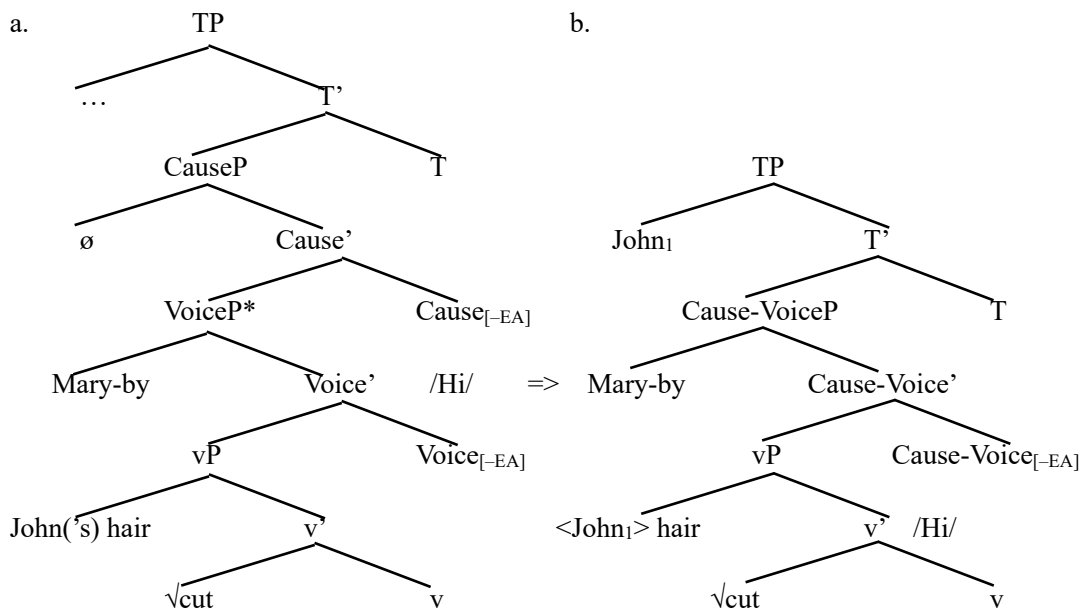 a. TP b.
… T’
CauseP T TP
ø Cause’ John₁ T’
VoiceP* Cause[–EA] Cause-VoiceP T
Mary-by Voice’ /Hi/ => Mary-by Cause-Voice’
vP Voice[–EA] vP Cause-Voice[–EA]
John(’s) hair v’ <John₁> hair v’ /Hi/
√cut v √cut v